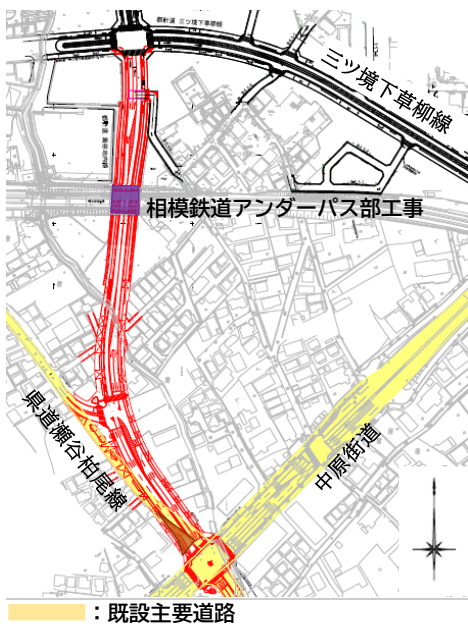 三ツ境下草柳線
相模鉄道アンダーパス部工事
県道瀬谷柏尾線
中原街道
：既設主要道路